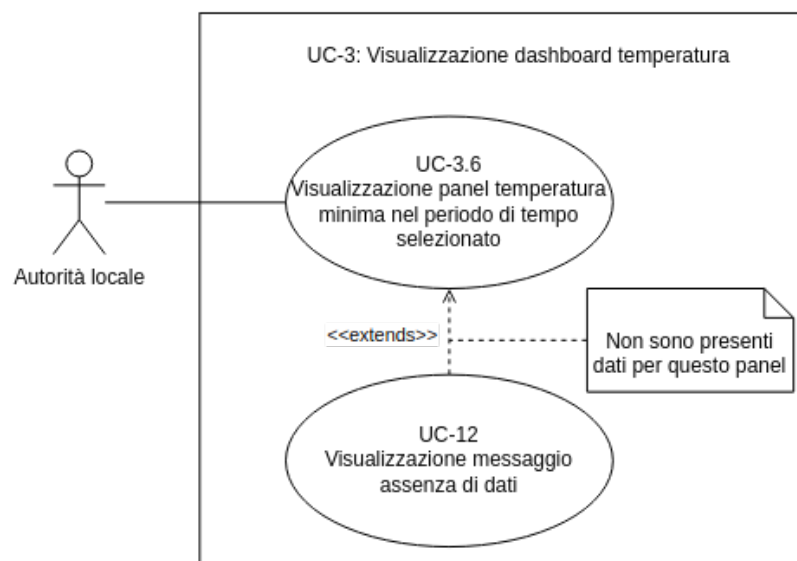 UC-3: Visualizzazione dashboard temperatura
UC-3.6
Visualizzazione panel temperatura
minima nel periodo di tempo
selezionato
Autorità locale
<<extends>>
Non sono presenti
dati per questo panel
UC-12
Visualizzazione messaggio
assenza di dati